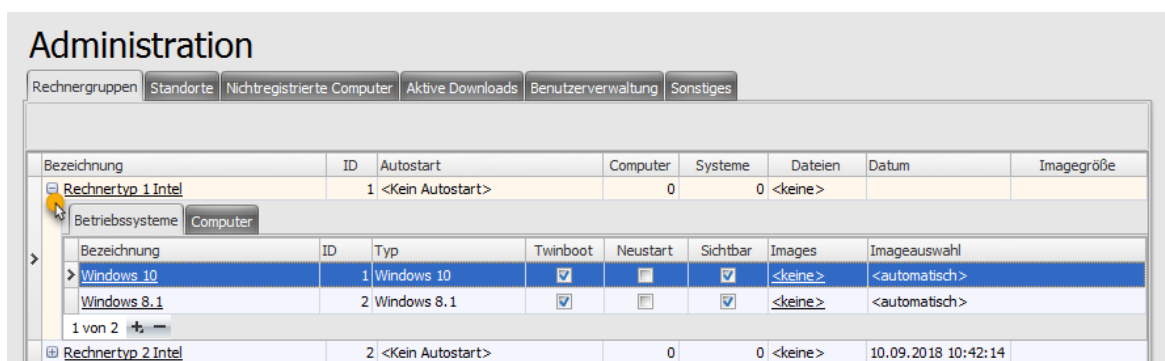 Administration
Rechnergruppen Standorte Nichtregistrierte Computer Aktive Downloads Benutzerverwaltung Sonstiges
Bezeichnung ID Autostart Computer Systeme Dateien Datum Imagegröße
Rechnertyp 1 Intel 1 <Kein Autostart> 0 0 <keine>
Betriebssysteme Computer
Bezeichnung ID Typ Twinboot Neustart Sichtbar Images Imageauswahl
Windows 10 1 Windows 10 <keine> <automatisch>
Windows 8.1 2 Windows 8.1 <keine> <automatisch>
1 von 2
Rechnertyp 2 Intel 2 <Kein Autostart> 0 0 <keine> 10.09.2018 10:42:14